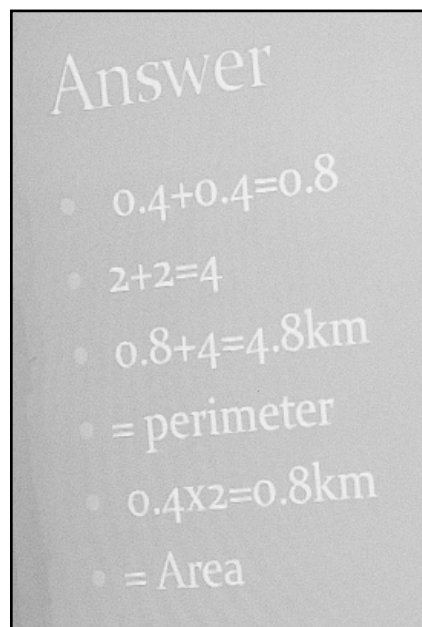 Answer
0.4+0.4=0.8
2+2=4
0.8+4=4.8km
= perimeter
0.4x2=0.8km
= Area